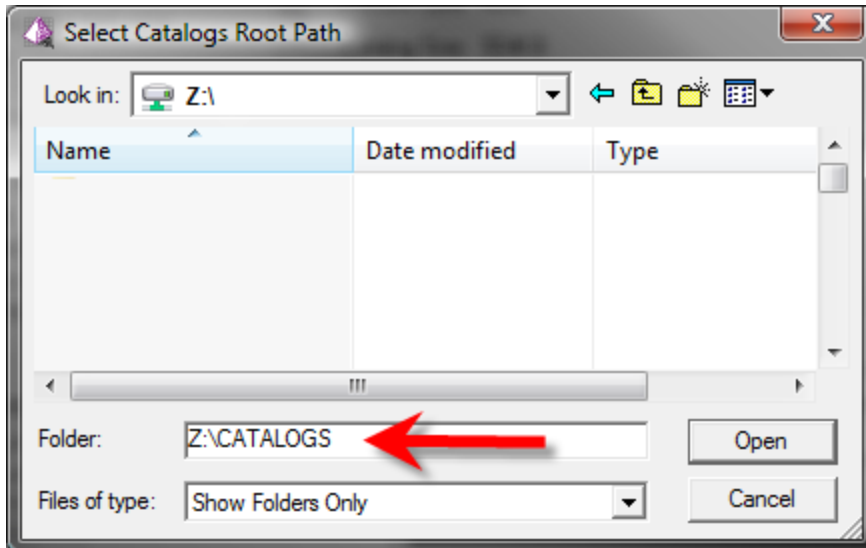 Select Catalogs Root Path
Look in: Z:\
Name Date modified Type
Folder: Z:\CATALOGS Open
Files of type: Show Folders Only Cancel